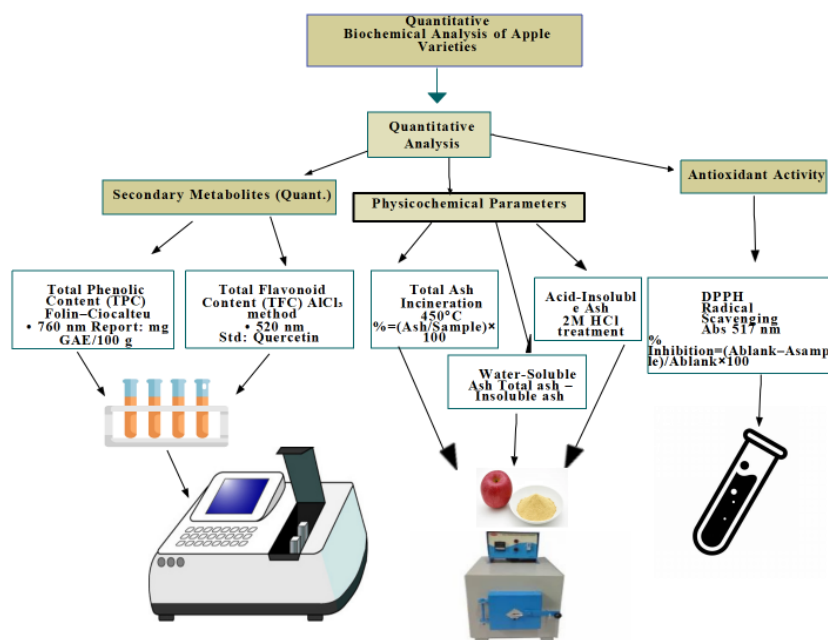 Quantitative
Biochemical Analysis of Apple
Varieties
Quantitative
Analysis
Secondary Metabolites (Quant.)
Physicochemical Parameters
Antioxidant Activity
Total Phenolic
Content (TPC)
Folin–Ciocalteu
• 760 nm Report: mg
GAE/100 g
Total Flavonoid
Content (TFC) AlCl₃
method
• 520 nm
Std: Quercetin
Total Ash
Incineration
450°C
%=(Ash/Sample)×
100
Acid-Insolubl
e Ash
2M HCl
treatment
Water-Soluble
Ash Total ash –
Insoluble ash
DPPH
Radical
Scavenging
Abs 517 nm
%
Inhibition=(Ablank–Asamp
le)/Ablank×100